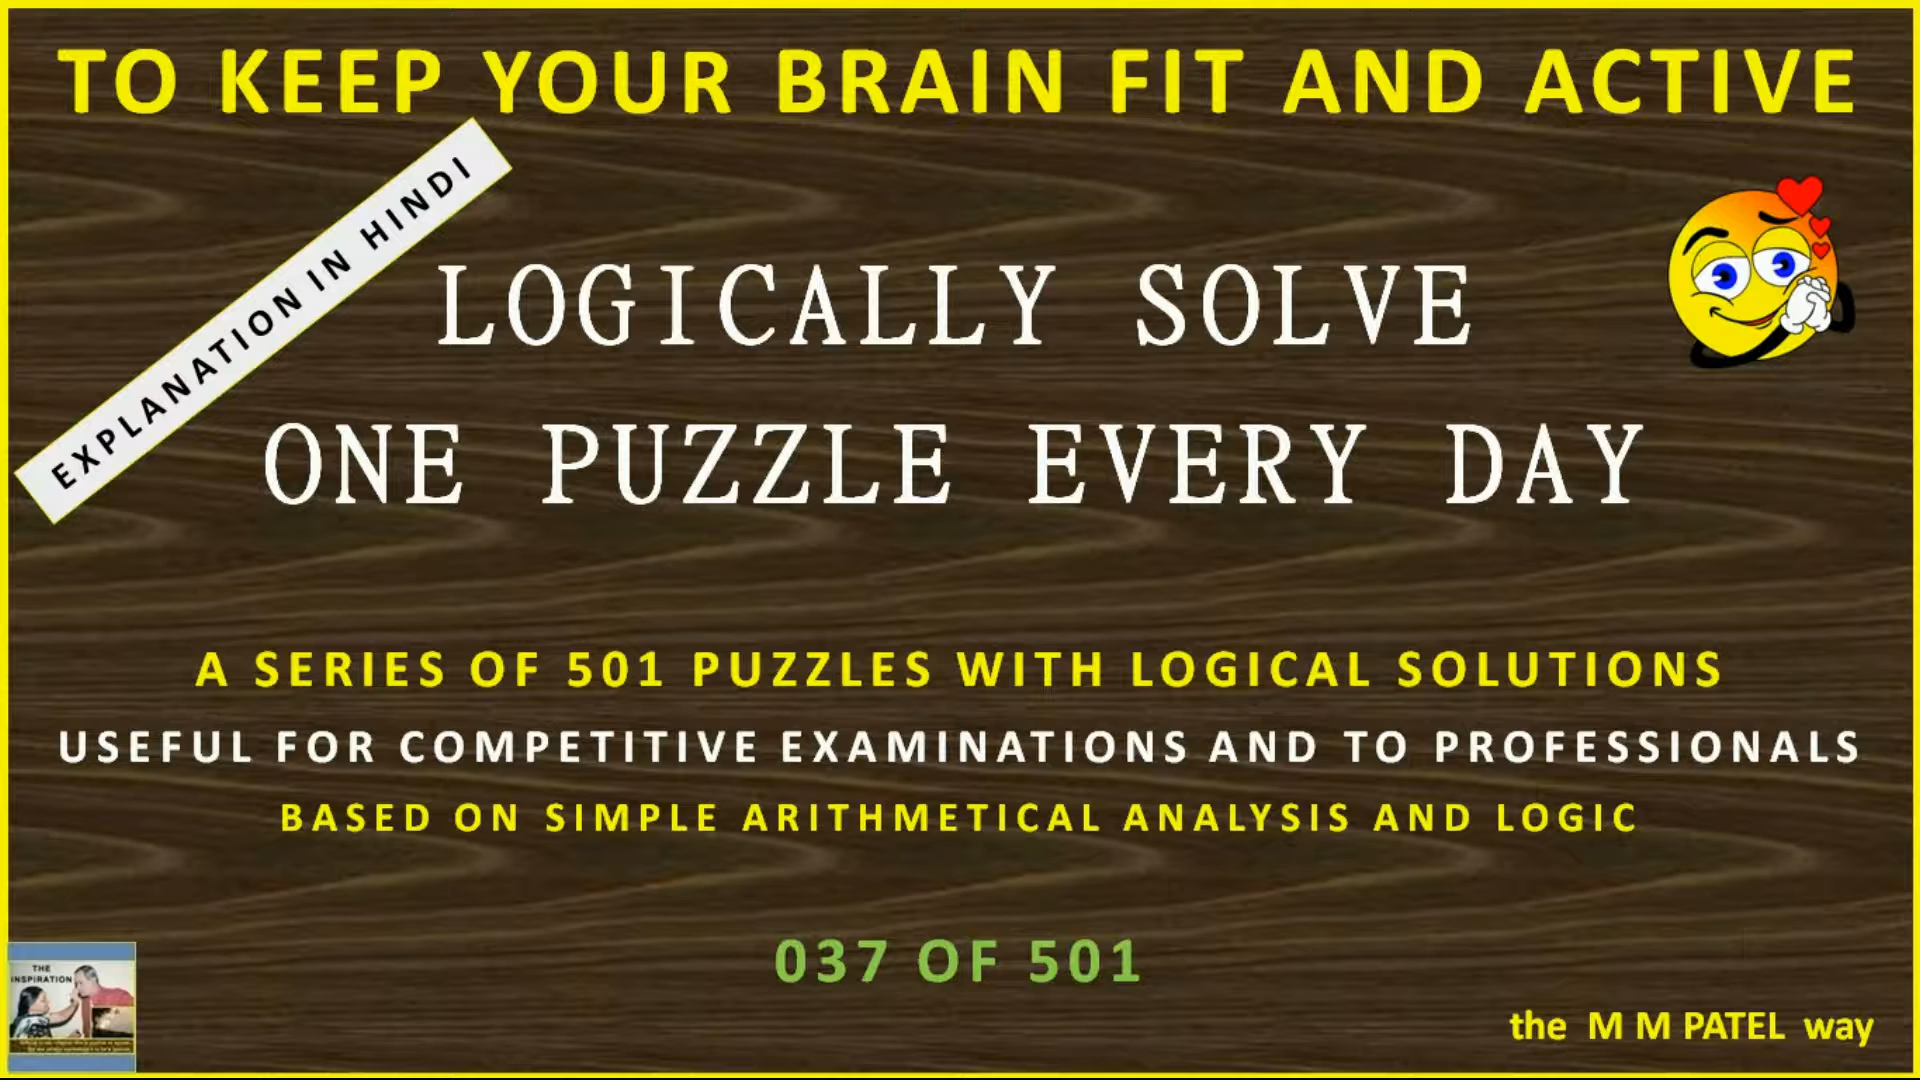 TO KEEP YOUR BRAIN FIT AND ACTIVE
EXPLANATION IN HINDI
LOGICALLY SOLVE
ONE PUZZLE EVERY DAY
A SERIES OF 501 PUZZLES WITH LOGICAL SOLUTIONS
USEFUL FOR COMPETITIVE EXAMINATIONS AND TO PROFESSIONALS
BASED ON SIMPLE ARITHMETICAL ANALYSIS AND LOGIC
037 OF 501
THE
INSPIRATION
the M M PATEL way